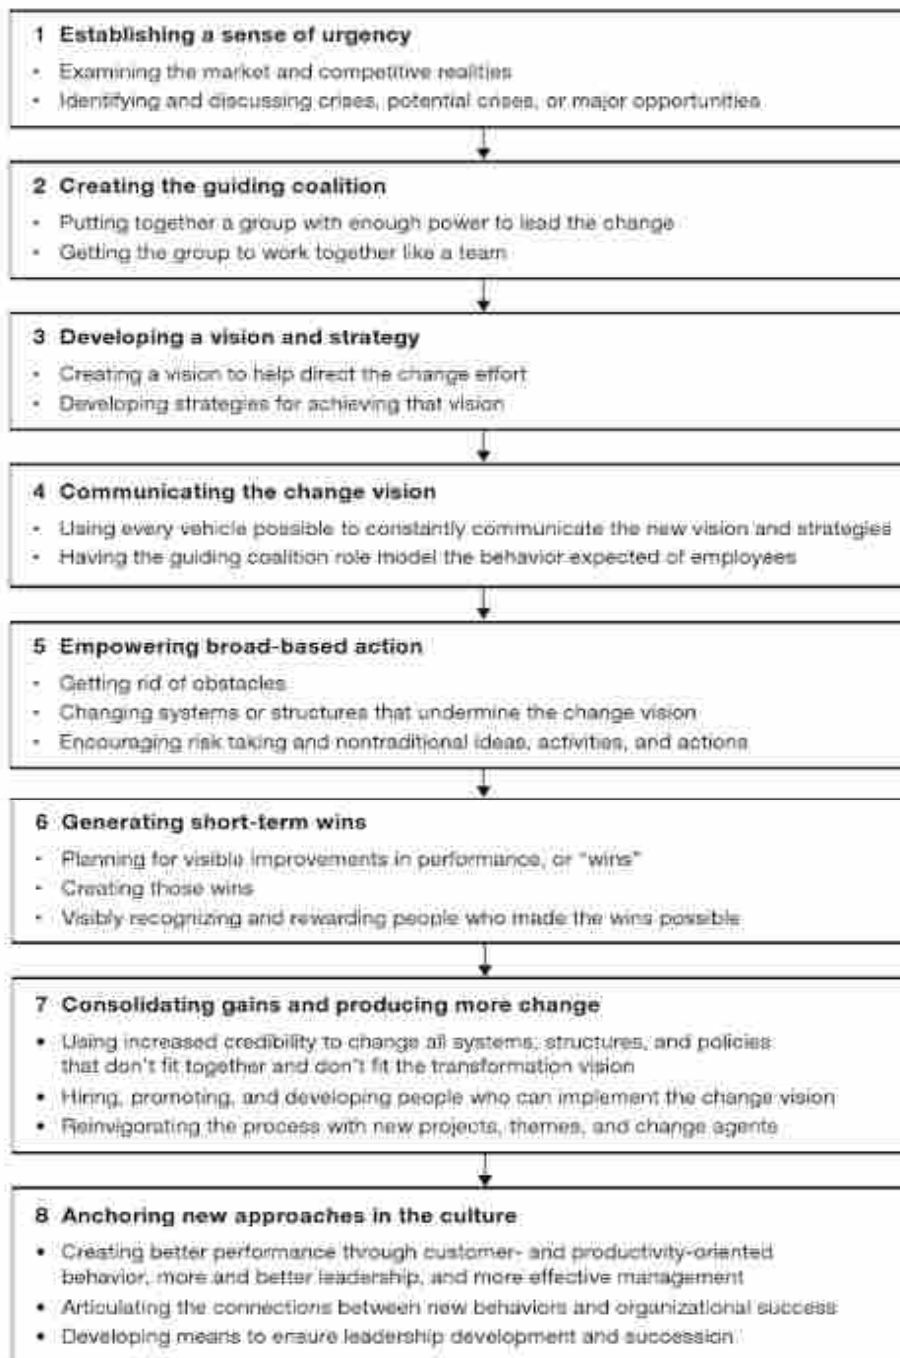 1 Establishing a sense of urgency
• Examining the market and competitive realities
• Identifying and discussing crises, potential crises, or major opportunities
2 Creating the guiding coalition
• Putting together a group with enough power to lead the change
• Getting the group to work together like a team
3 Developing a vision and strategy
• Creating a vision to help direct the change effort
• Developing strategies for achieving that vision
4 Communicating the change vision
• Using every vehicle possible to constantly communicate the new vision and strategies
• Having the guiding coalition role model the behavior expected of employees
5 Empowering broad-based action
• Getting rid of obstacles
• Changing systems or structures that undermine the change vision
• Encouraging risk taking and nontraditional ideas, activities, and actions
6 Generating short-term wins
• Planning for visible improvements in performance, or "wins"
• Creating those wins
• Visibly recognizing and rewarding people who made the wins possible
7 Consolidating gains and producing more change
• Using increased credibility to change all systems, structures, and policies
that don't fit together and don't fit the transformation vision
• Hiring, promoting, and developing people who can implement the change vision
• Reinvigorating the process with new projects, themes, and change agents
8 Anchoring new approaches in the culture
• Creating better performance through customer- and productivity-oriented
behavior, more and better leadership, and more effective management
• Articulating the connections between new behaviors and organizational success
• Developing means to ensure leadership development and succession